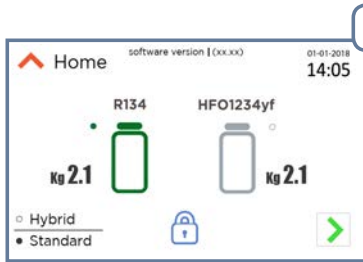 Home
software version | (xx.xx)
01-01-2018
14:05
R134
HFO1234yf
Kg 2.1
Kg 2.1
Hybrid
Standard